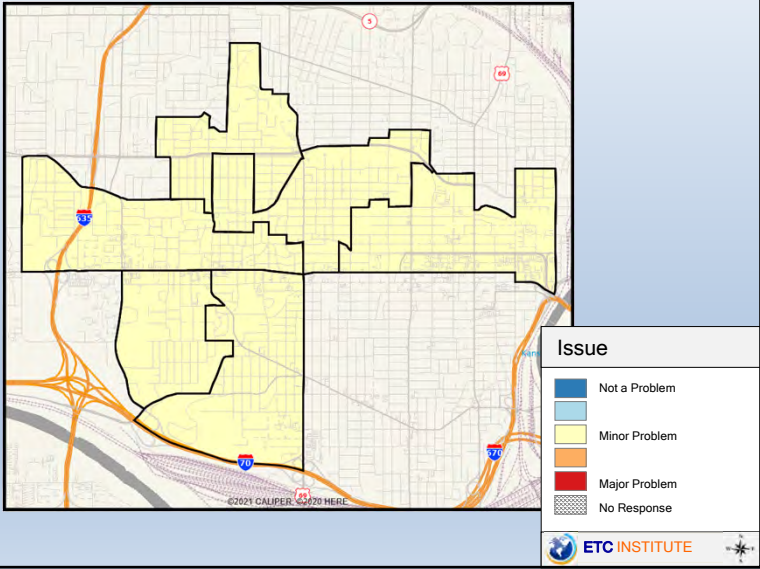 5
69
635
Issue
Not a Problem
Minor Problem
Major Problem
No Response
70
670
©2021 CALIPER, ©2020 HERE
ETC INSTITUTE